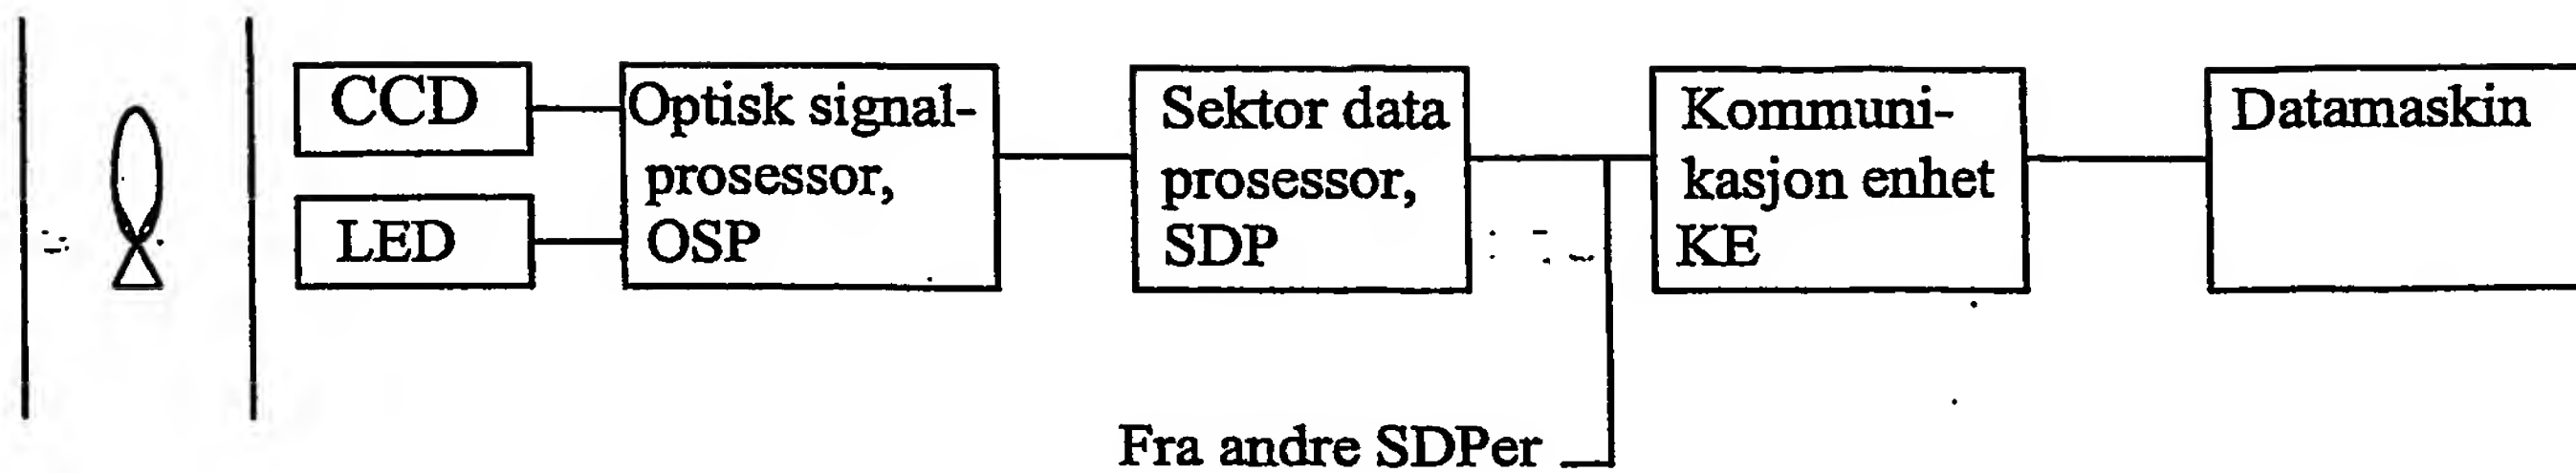 CCD
LED
Optisk signal-
prosessor,
OSP
Sektor data
prosessor,
SDP
Kommuni-
kasjon enhet
KE
Datamaskin
Fra andre SDPer